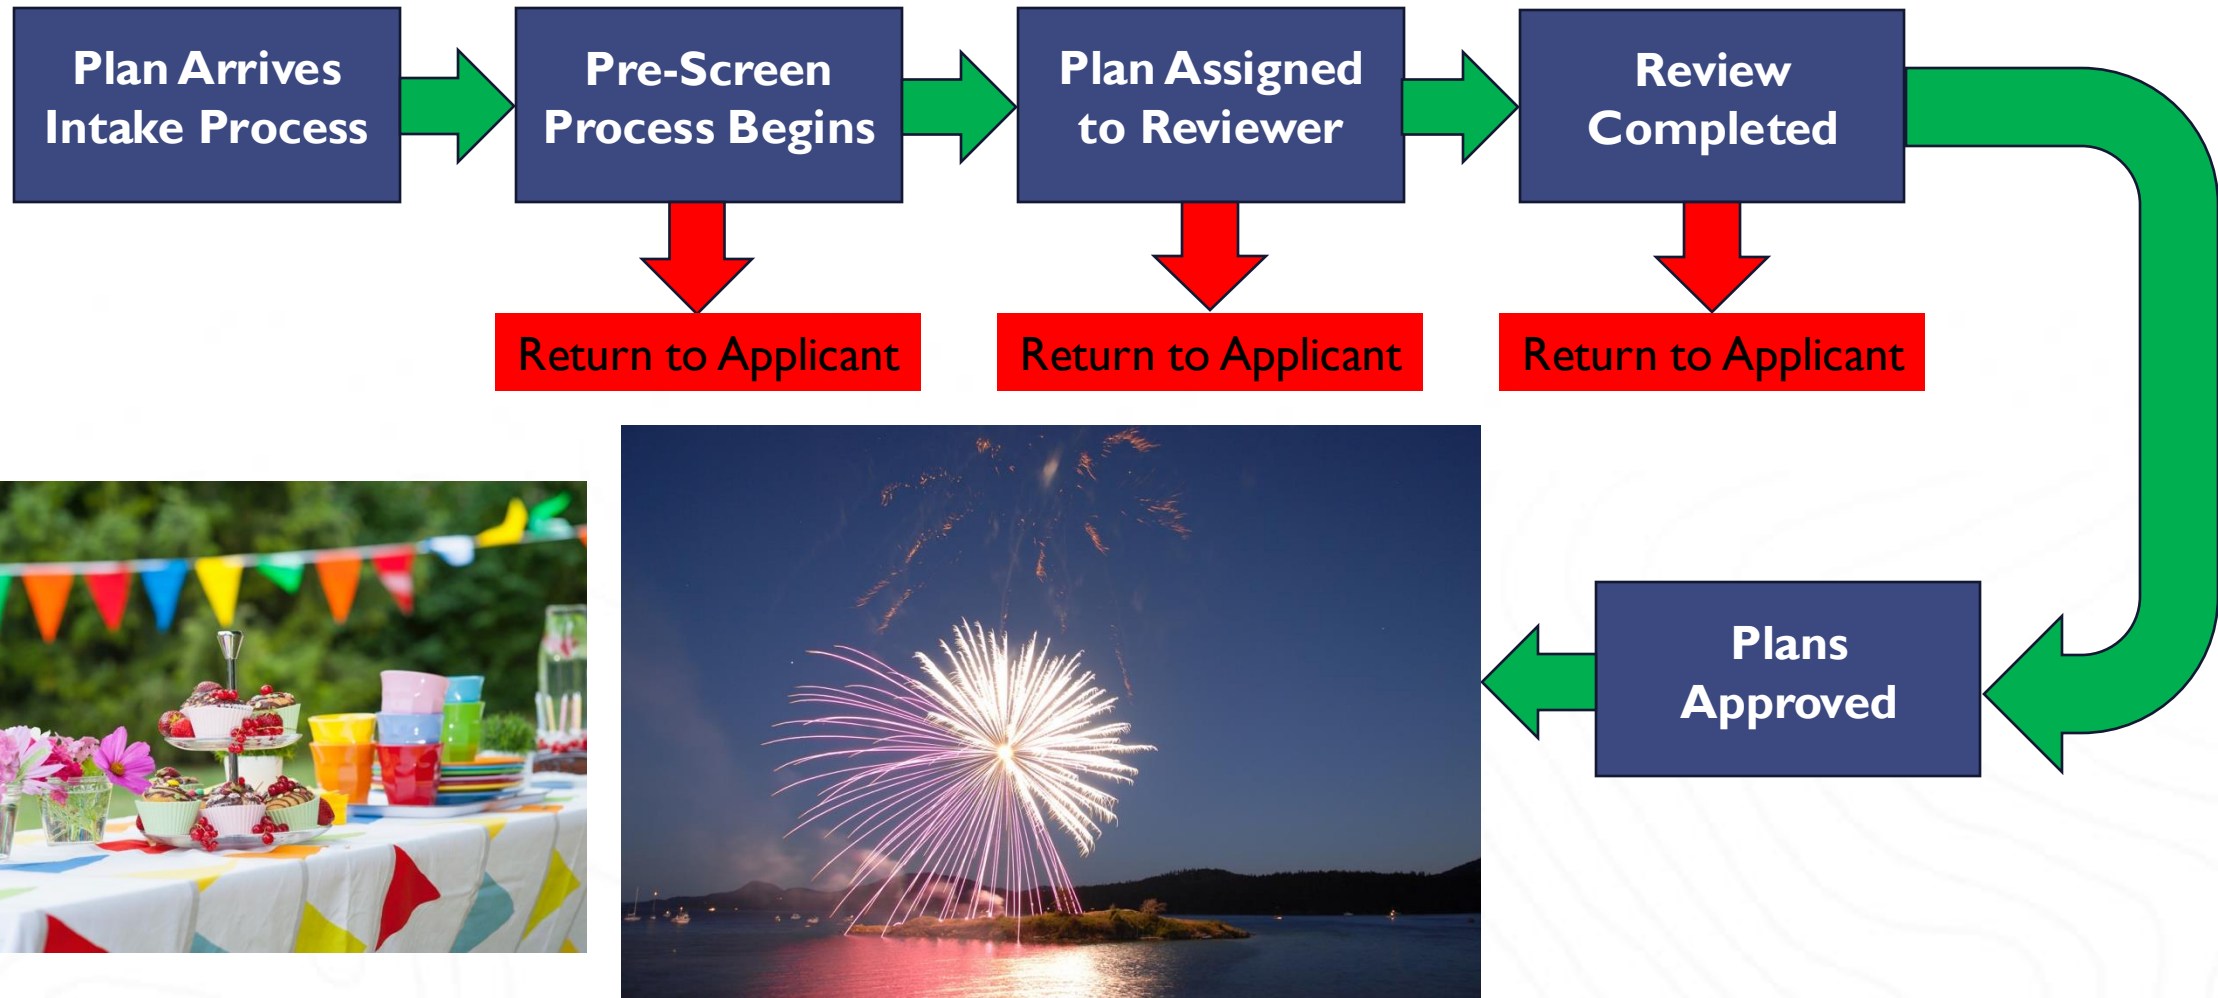 Plan Arrives
Intake Process
Pre-Screen
Process Begins
Plan Assigned
to Reviewer
Review
Completed
Return to Applicant
Return to Applicant
Return to Applicant
Plans
Approved